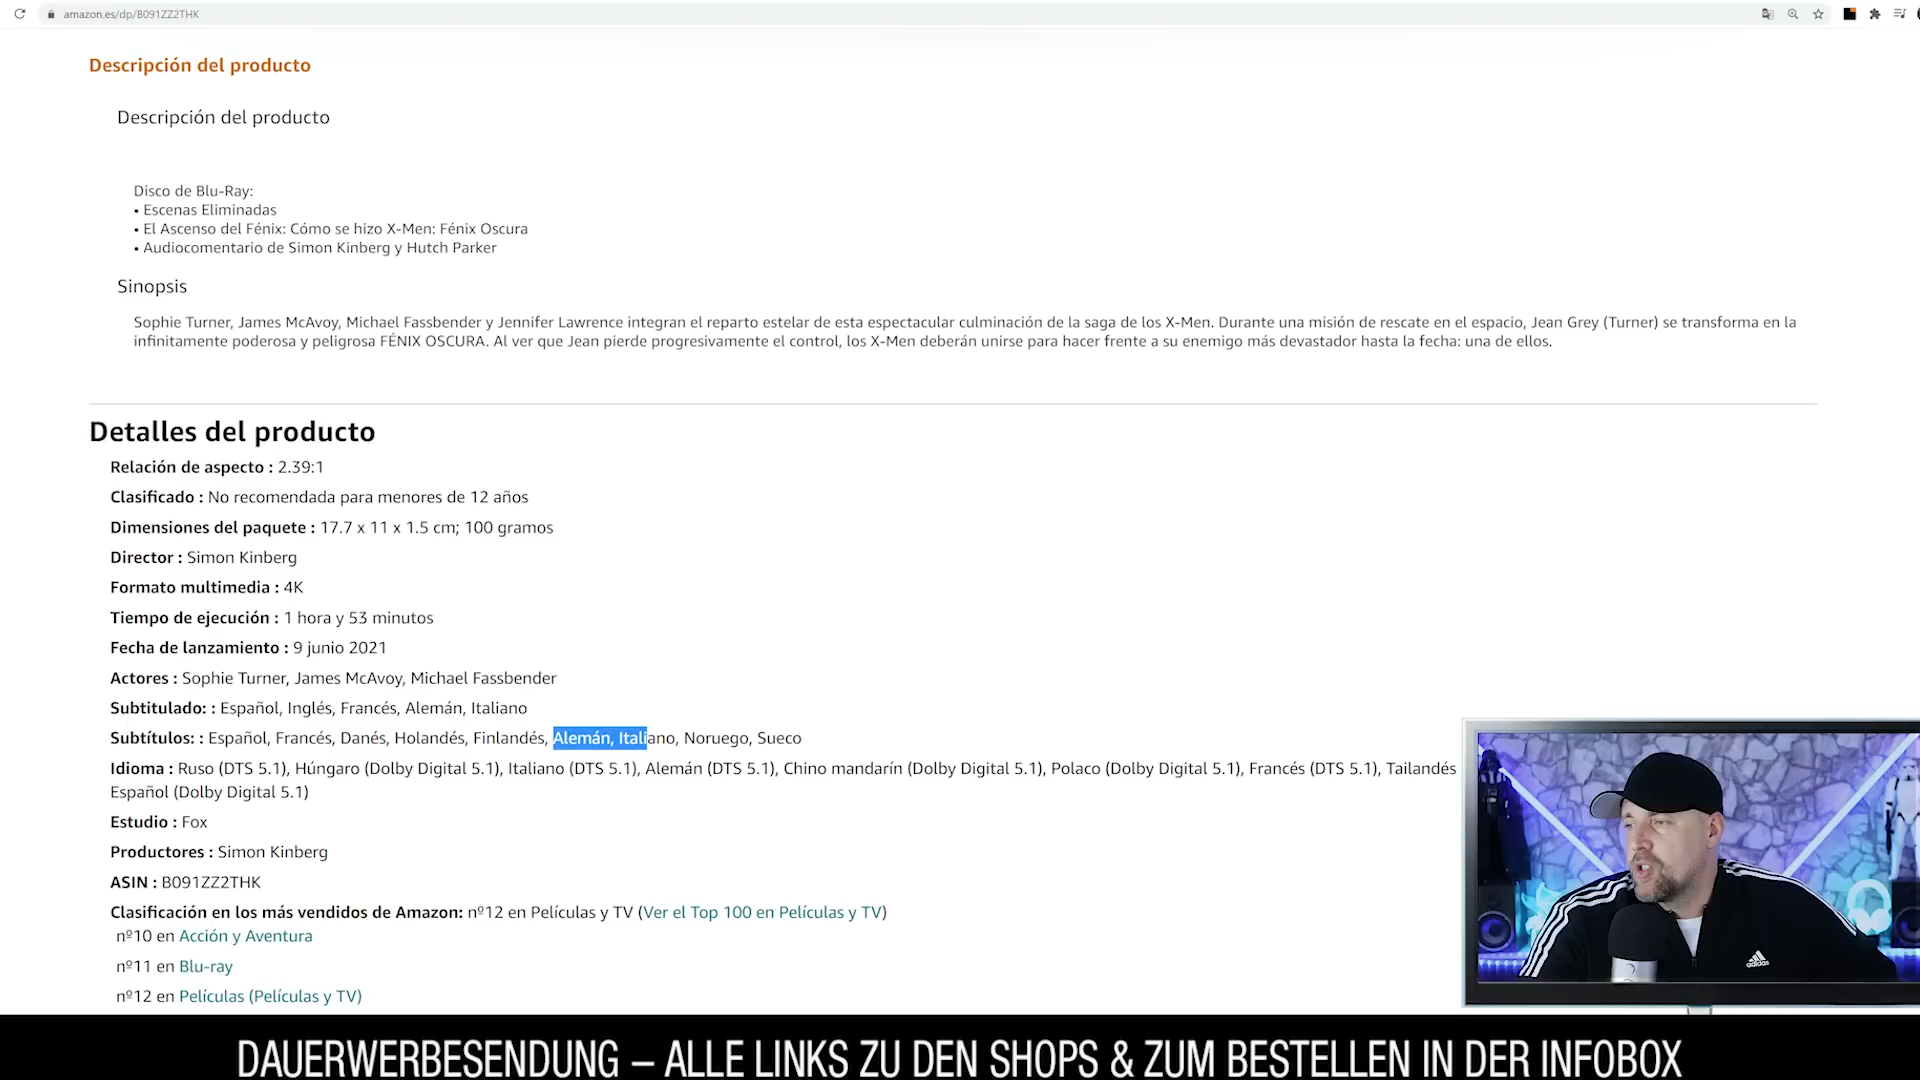 amazon.es/dp/B091ZZ2THK
Descripción del producto
Descripción del producto
Disco de Blu-Ray:
• Escenas Eliminadas
• El Ascenso del Fénix: Cómo se hizo X-Men: Fénix Oscura
• Audiocomentario de Simon Kinberg y Hutch Parker
Sinopsis
Sophie Turner, James McAvoy, Michael Fassbender y Jennifer Lawrence integran el reparto estelar de esta espectacular culminación de la saga de los X-Men. Durante una misión de rescate en el espacio, Jean Grey (Turner) se transforma en la
infinitamente poderosa y peligrosa FÉNIX OSCURA. Al ver que Jean pierde progresivamente el control, los X-Men deberán unirse para hacer frente a su enemigo más devastador hasta la fecha: una de ellos.
Detalles del producto
Relación de aspecto : 2.39:1
Clasificado : No recomendada para menores de 12 años
Dimensiones del paquete : 17.7 x 11 x 1.5 cm; 100 gramos
Director : Simon Kinberg
Formato multimedia : 4K
Tiempo de ejecución : 1 hora y 53 minutos
Fecha de lanzamiento : 9 junio 2021
Actores : Sophie Turner, James McAvoy, Michael Fassbender
Subtitulado: : Español, Inglés, Francés, Alemán, Italiano
Subtítulos: : Español, Francés, Danés, Holandés, Finlandés, Alemán, Italiano, Noruego, Sueco
Idioma : Ruso (DTS 5.1), Húngaro (Dolby Digital 5.1), Italiano (DTS 5.1), Alemán (DTS 5.1), Chino mandarín (Dolby Digital 5.1), Polaco (Dolby Digital 5.1), Francés (DTS 5.1), Tailandés
Español (Dolby Digital 5.1)
Estudio : Fox
Productores : Simon Kinberg
ASIN : B091ZZ2THK
Clasificación en los más vendidos de Amazon: nº12 en Películas y TV (Ver el Top 100 en Películas y TV)
nº10 en Acción y Aventura
nº11 en Blu-ray
nº12 en Películas (Películas y TV)
adidas
DAUERWERBESENDUNG – ALLE LINKS ZU DEN SHOPS & ZUM BESTELLEN IN DER INFOBOX